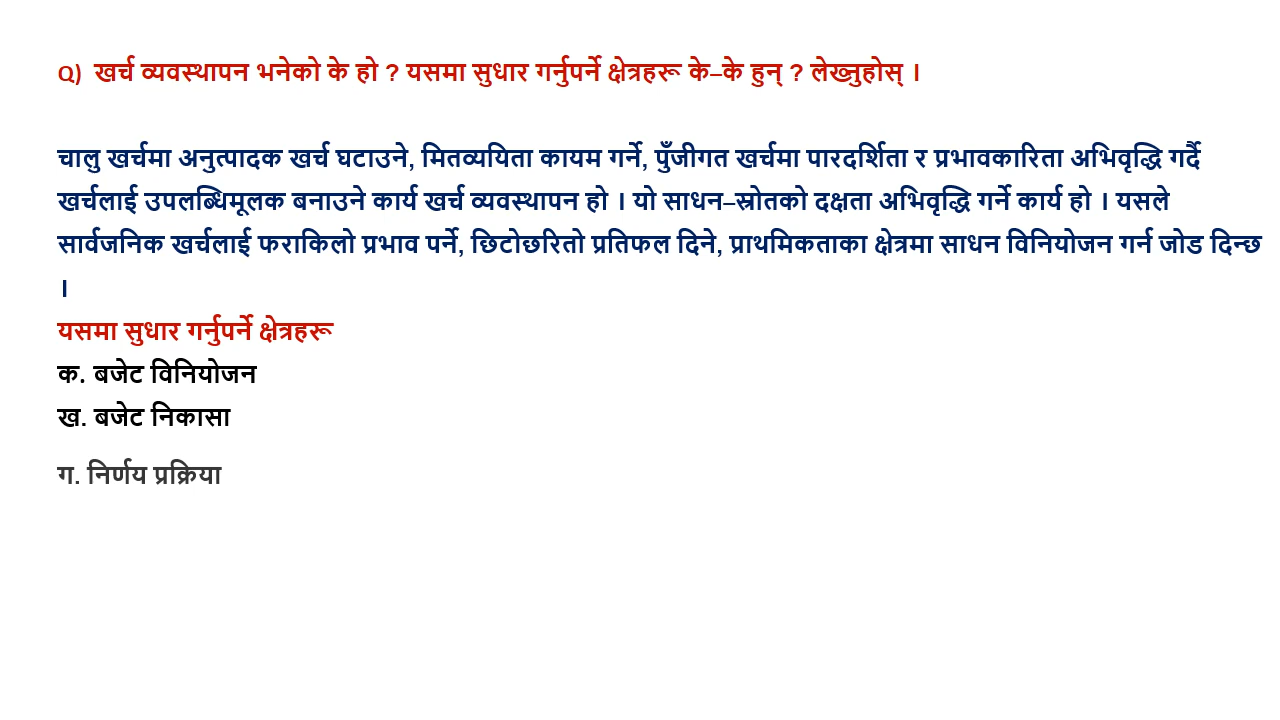 Q) खर्च व्यवस्थापन भनेको के हो ? यसमा सुधार गर्नुपर्ने क्षेत्रहरू के–के हुन् ? लेख्नुहोस् ।
चालु खर्चमा अनुत्पादक खर्च घटाउने, मितव्ययिता कायम गर्ने, पुँजीगत खर्चमा पारदर्शिता र प्रभावकारिता अभिवृद्धि गर्दै
खर्चलाई उपलब्धिमूलक बनाउने कार्य खर्च व्यवस्थापन हो । यो साधन–स्रोतको दक्षता अभिवृद्धि गर्ने कार्य हो । यसले
सार्वजनिक खर्चलाई फराकिलो प्रभाव पर्ने, छिटोछरितो प्रतिफल दिने, प्राथमिकताका क्षेत्रमा साधन विनियोजन गर्न जोड दिन्छ
।
यसमा सुधार गर्नुपर्ने क्षेत्रहरू
क. बजेट विनियोजन
ख. बजेट निकासा
ग. निर्णय प्रक्रिया